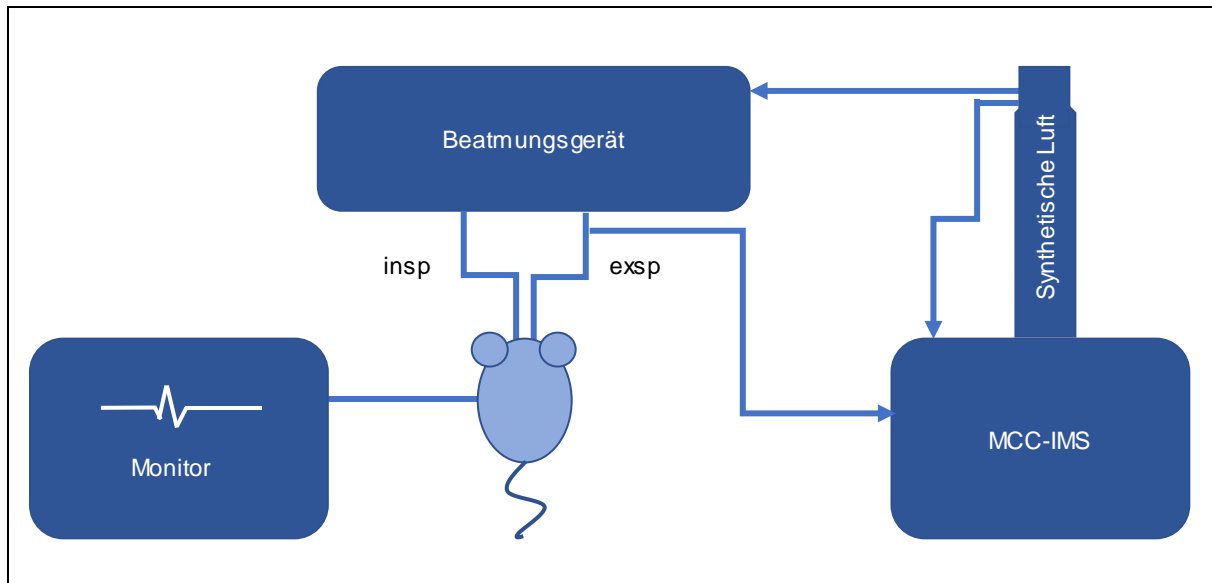 Beatmungsgerät
Synthetische Luft
insp
exsp
Monitor
MCC-IMS